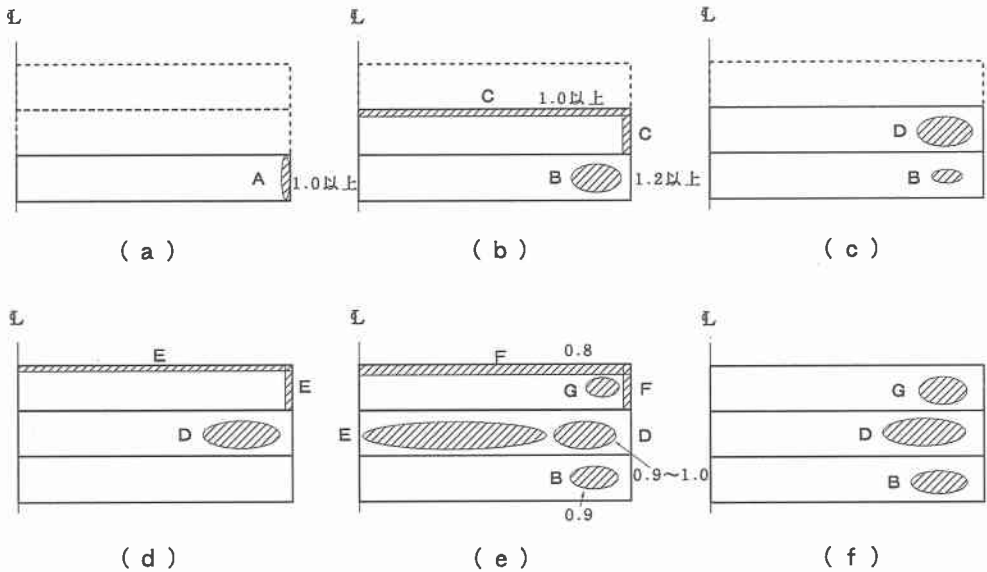 ℄ ℄ ℄
C 1.0以上
A 1.0以上 B C 1.2以上 D B
( a ) ( b ) ( c )
℄ ℄ ℄
E F 0.8
E G F G
D E D D
B 0.9〜1.0 B
0.9
( d ) ( e ) ( f )